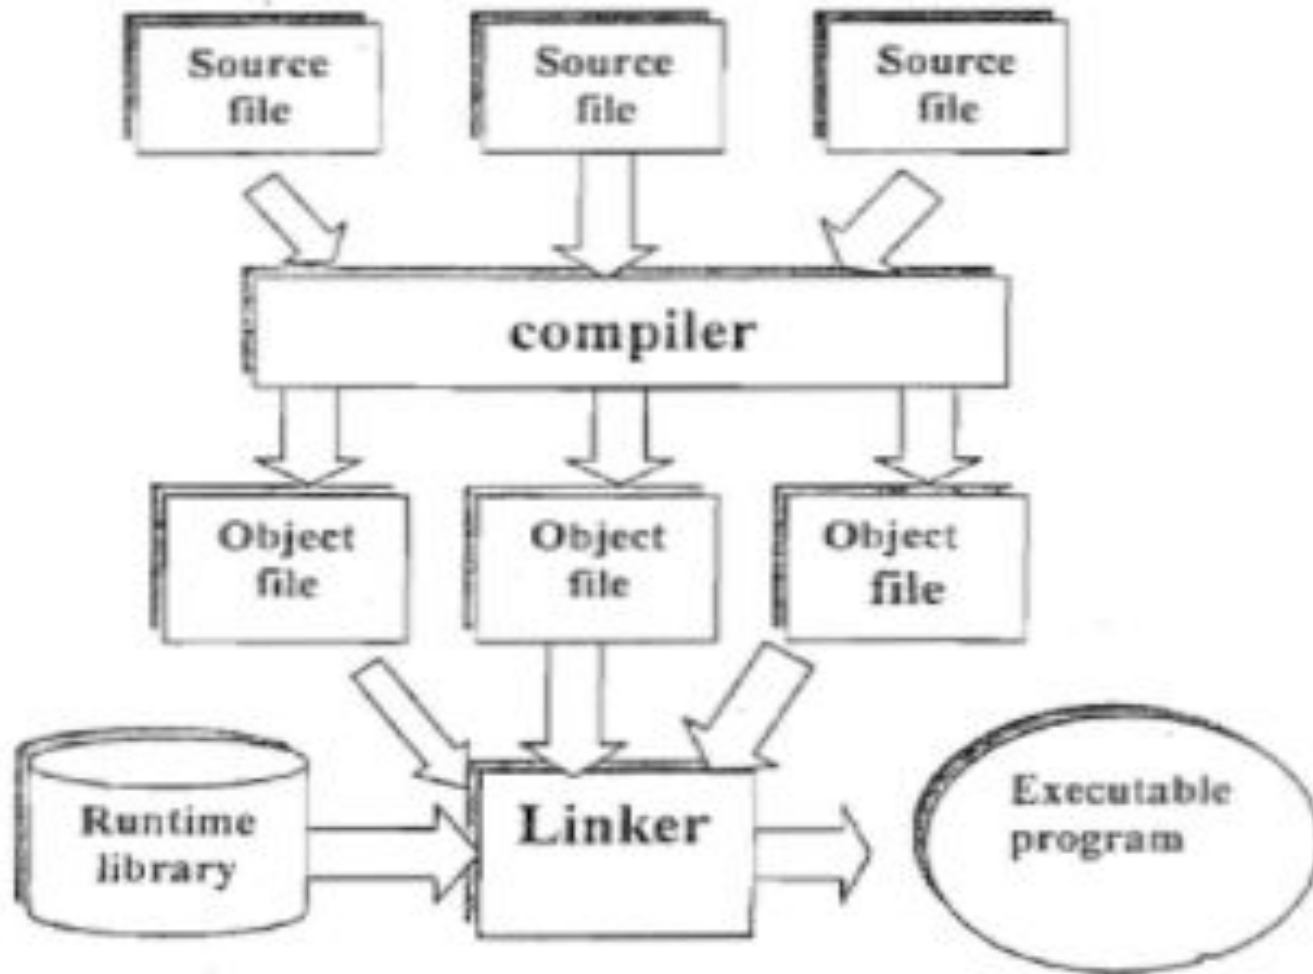 Source
file
Source
file
Source
file
compiler
Object
file
Object
file
Object
file
Runtime
library
Linker
Executable
program